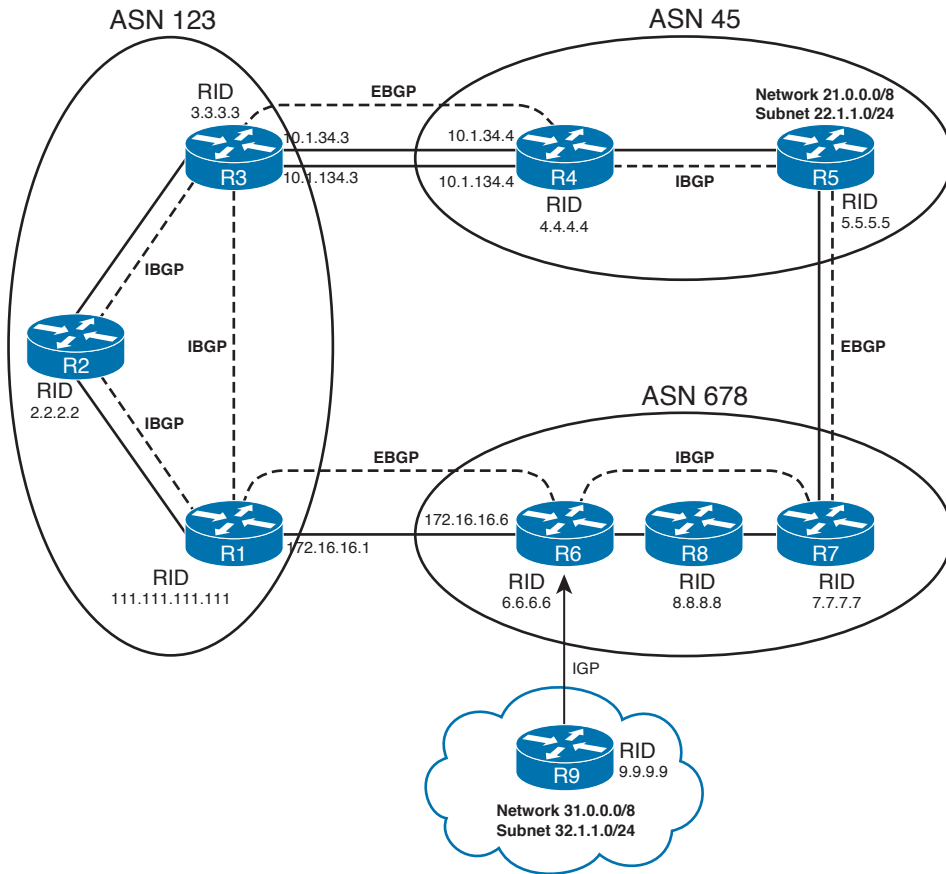 ASN 123
ASN 45
RID
3.3.3.3
EBGP
Network 21.0.0.0/8
Subnet 22.1.1.0/24
10.1.34.3
10.1.34.4
R3
R4
R5
10.1.134.3
10.1.134.4
IBGP
RID
4.4.4.4
RID
5.5.5.5
IBGP
IBGP
R2
RID
2.2.2.2
EBGP
IBGP
ASN 678
EBGP
IBGP
172.16.16.6
R1
172.16.16.1
R6
R8
R7
RID
111.111.111.111
RID
6.6.6.6
RID
8.8.8.8
RID
7.7.7.7
IGP
R9
RID
9.9.9.9
Network 31.0.0.0/8
Subnet 32.1.1.0/24